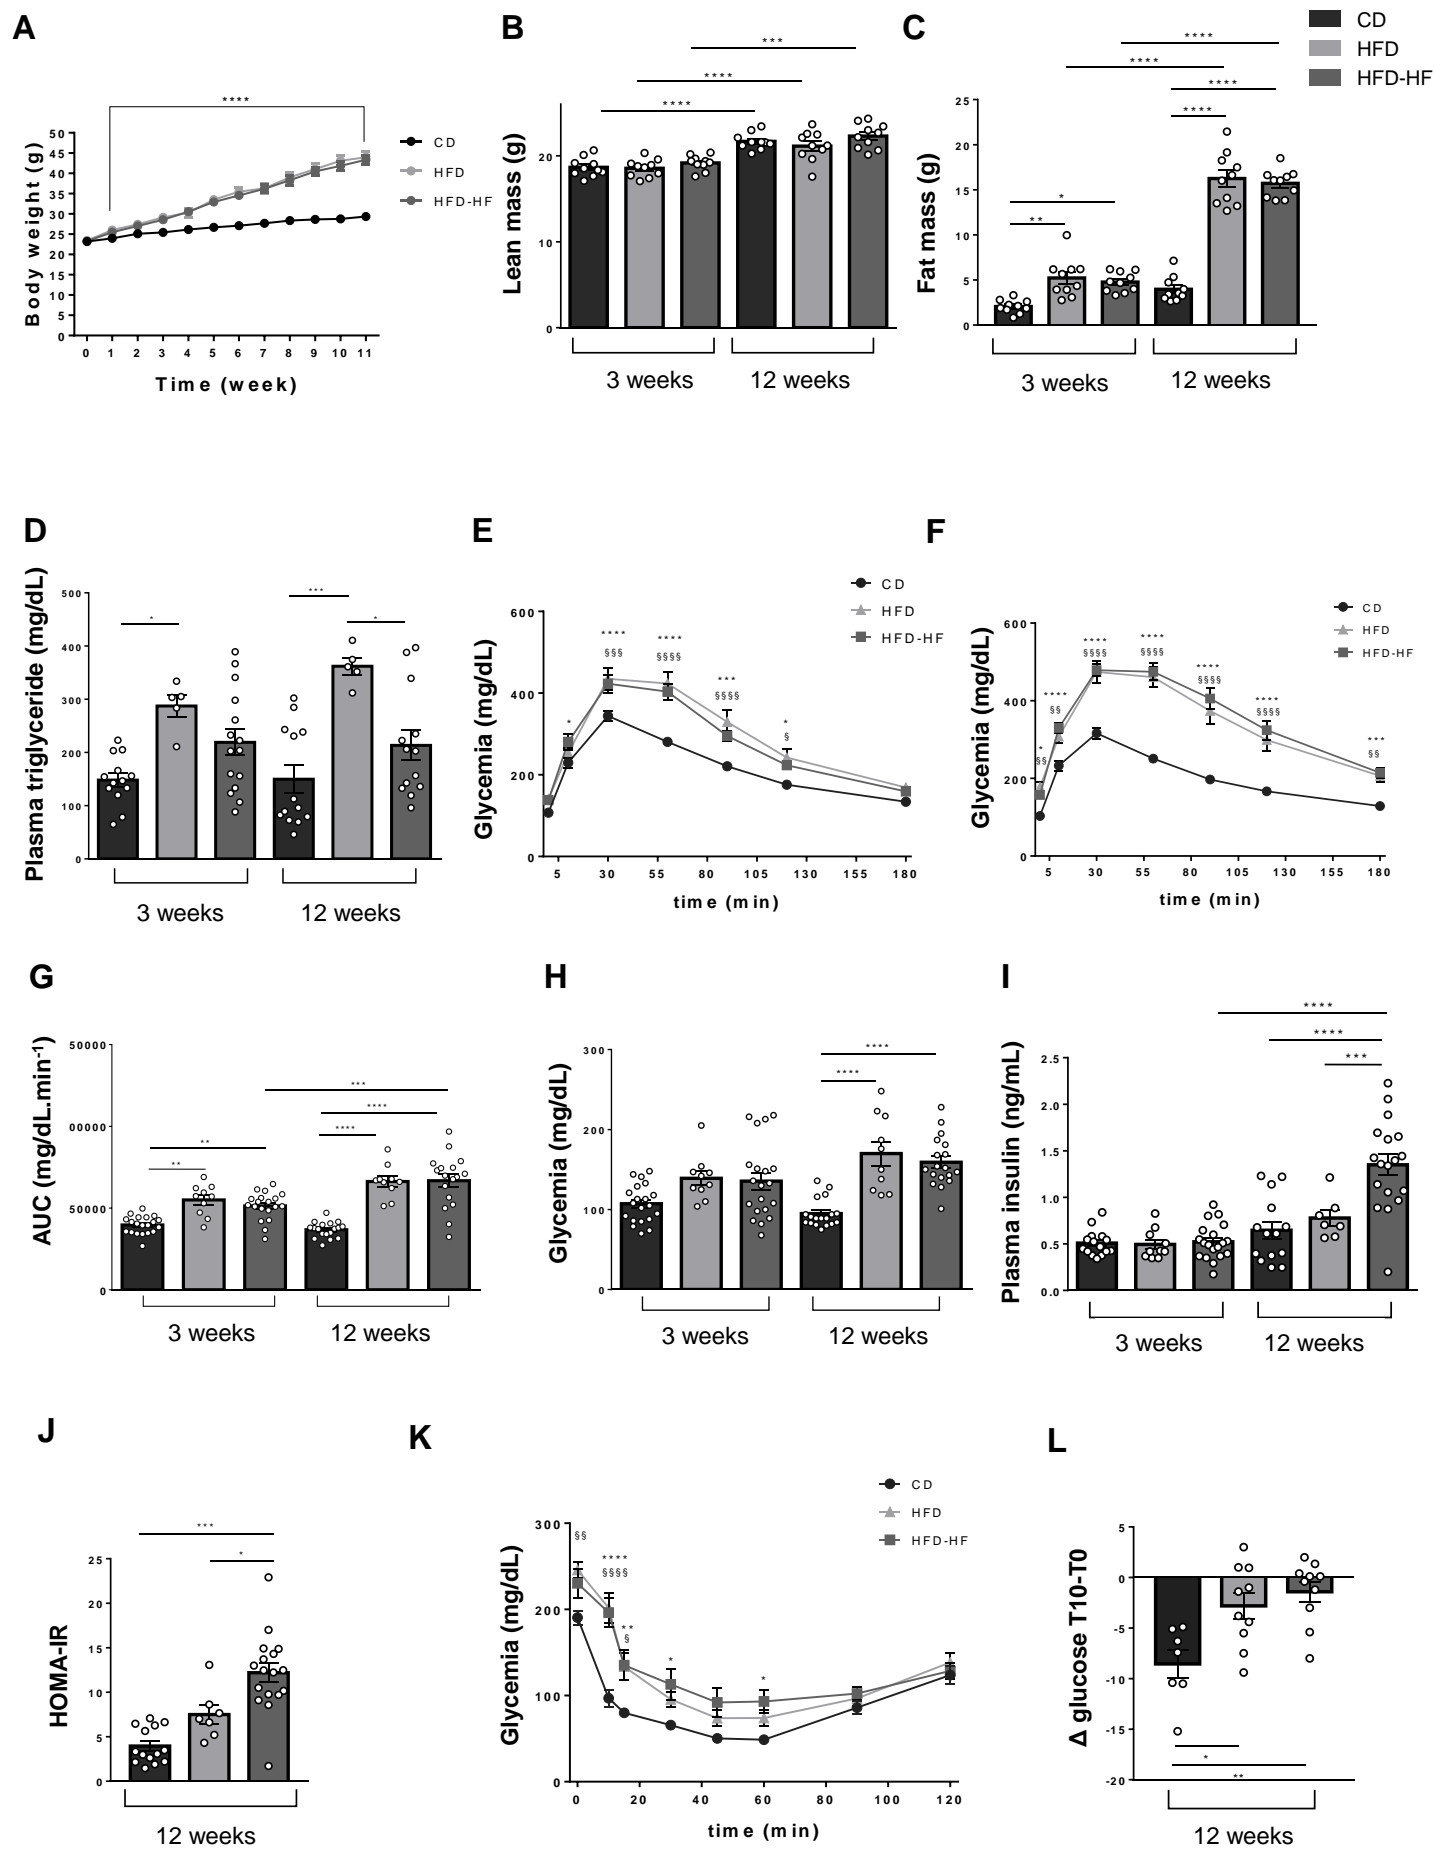 A
B
C
CD
HFD
HFD-HF
****
***
****
****
****
****
****
****
*
**
Body weight (g)
50
45
40
35
30
25
20
15
10
5
0
0 1 2 3 4 5 6 7 8 9 10 11
Time (week)
CD
HFD
HFD-HF
Lean mass (g)
20
10
0
3 weeks
12 weeks
Fat mass (g)
25
20
15
10
5
0
3 weeks
12 weeks
D
E
F
Plasma triglyceride (mg/dL)
500
400
300
200
100
0
*
***
*
3 weeks
12 weeks
CD
HFD
HFD-HF
Glycemia (mg/dL)
600
400
200
0
*
****
§§§
****
§§§§
***
§§§§
*
§
5 30 55 80 105 130 155 180
time (min)
CD
HFD
HFD-HF
Glycemia (mg/dL)
600
400
200
0
*
§§
****
§§
****
§§§§
****
§§§§
****
§§§§
****
§§§§
***
§§
5 30 55 80 105 130 155 180
time (min)
G
H
I
AUC (mg/dL.min⁻¹)
50000
00000
50000
0
**
**
***
****
****
3 weeks
12 weeks
Glycemia (mg/dL)
300
200
100
0
****
****
3 weeks
12 weeks
Plasma insulin (ng/mL)
2.5
2.0
1.5
1.0
0.5
0.0
****
****
***
3 weeks
12 weeks
J
K
L
HOMA-IR
25
20
15
10
5
0
***
*
12 weeks
CD
HFD
HFD-HF
Glycemia (mg/dL)
300
200
100
0
§§
****
§§§§
**
§
*
*
0 20 40 60 80 100 120
time (min)
Δ glucose T10-T0
5
0
-5
-10
-15
-20
*
**
12 weeks